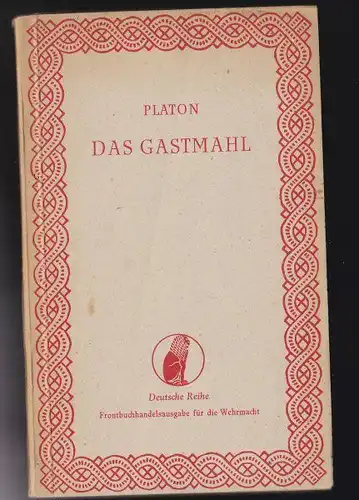 PLATON
DAS GASTMAHL
Deutsche Reihe
Frontbuchhandelsausgabe für die Wehrmacht